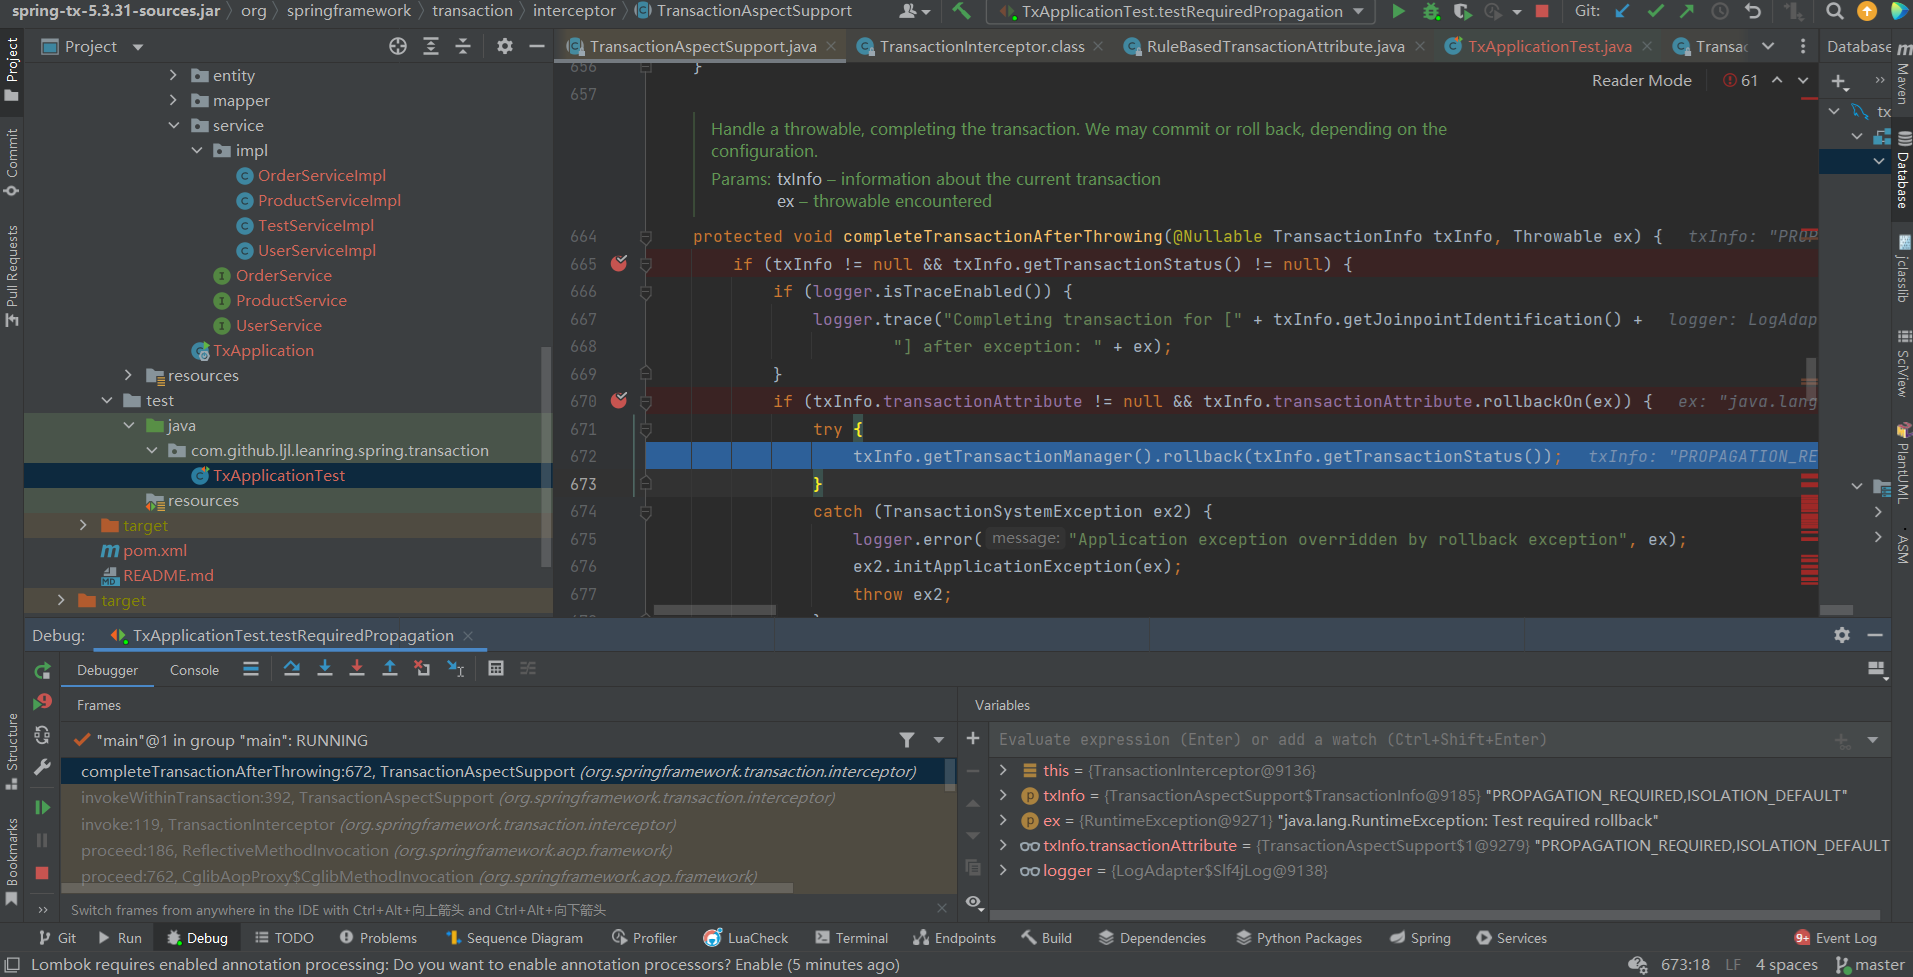 spring-tx-5.3.31-sources.jar org springframework transaction interceptor TransactionAspectSupport TxApplicationTest.testRequiredPropagation Git:
Project TransactionAspectSupport.java TransactionInterceptor.class RuleBasedTransactionAttribute.java TxApplicationTest.java Transac Database
Reader Mode 61
entity
mapper
service
impl
OrderServiceImpl
ProductServiceImpl
TestServiceImpl
UserServiceImpl
OrderService
ProductService
UserService
TxApplication
resources
test
java
com.github.ljl.leanring.spring.transaction
TxApplicationTest
resources
target
pom.xml
README.md
target
656 }
657
Handle a throwable, completing the transaction. We may commit or roll back, depending on the
configuration.
Params: txInfo – information about the current transaction
ex – throwable encountered
664 protected void completeTransactionAfterThrowing(@Nullable TransactionInfo txInfo, Throwable ex) { txInfo: "PROP
665 if (txInfo != null && txInfo.getTransactionStatus() != null) {
666 if (logger.isTraceEnabled()) {
667 logger.trace("Completing transaction for [" + txInfo.getJoinpointIdentification() + logger: LogAdap
668 "] after exception: " + ex);
669 }
670 if (txInfo.transactionAttribute != null && txInfo.transactionAttribute.rollbackOn(ex)) { ex: "java.lang
671 try {
672 txInfo.getTransactionManager().rollback(txInfo.getTransactionStatus()); txInfo: "PROPAGATION_RE
673 }
674 catch (TransactionSystemException ex2) {
675 logger.error( message: "Application exception overridden by rollback exception", ex);
676 ex2.initApplicationException(ex);
677 throw ex2;
Project
Commit
Pull Requests
Structure
Bookmarks
tx
Maven
Database
jclasslib
SciView
PlantUML
ASM
Debug: TxApplicationTest.testRequiredPropagation
Debugger Console
Frames
"main"@1 in group "main": RUNNING
completeTransactionAfterThrowing:672, TransactionAspectSupport (org.springframework.transaction.interceptor)
invokeWithinTransaction:392, TransactionAspectSupport (org.springframework.transaction.interceptor)
invoke:119, TransactionInterceptor (org.springframework.transaction.interceptor)
proceed:186, ReflectiveMethodInvocation (org.springframework.aop.framework)
proceed:762, CglibAopProxy$CglibMethodInvocation (org.springframework.aop.framework)
Switch frames from anywhere in the IDE with Ctrl+Alt+向上箭头 and Ctrl+Alt+向下箭头
Variables
Evaluate expression (Enter) or add a watch (Ctrl+Shift+Enter)
this = {TransactionInterceptor@9136}
txInfo = {TransactionAspectSupport$TransactionInfo@9185} "PROPAGATION_REQUIRED,ISOLATION_DEFAULT"
ex = {RuntimeException@9271} "java.lang.RuntimeException: Test required rollback"
txInfo.transactionAttribute = {TransactionAspectSupport$1@9279} "PROPAGATION_REQUIRED,ISOLATION_DEFAULT
logger = {LogAdapter$Slf4jLog@9138}
Git Run Debug TODO Problems Sequence Diagram Profiler LuaCheck Terminal Endpoints Build Dependencies Python Packages Spring Services 9+ Event Log
Lombok requires enabled annotation processing: Do you want to enable annotation processors? Enable (5 minutes ago) 673:18 LF 4 spaces master